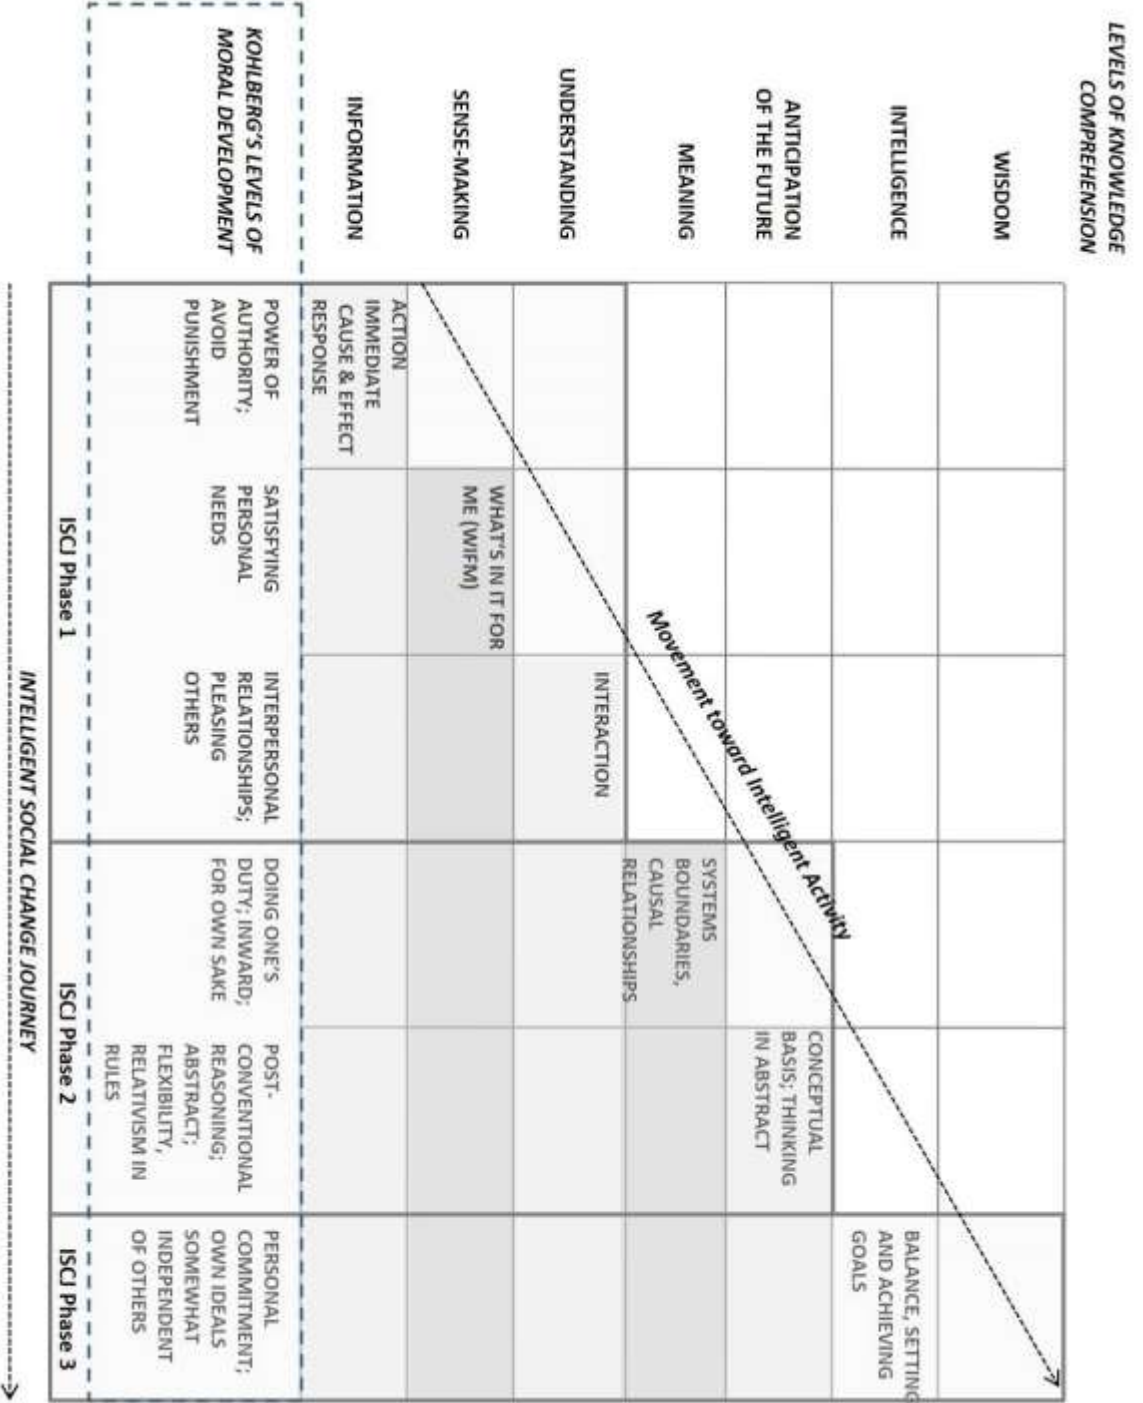 LEVELS OF KNOWLEDGE
COMPREHENSION
WISDOM
INTELLIGENCE
BALANCE, SETTING
AND ACHIEVING
GOALS
ANTICIPATION
OF THE FUTURE
CONCEPTUAL
BASIS; THINKING
IN ABSTRACT
MEANING
SYSTEMS
BOUNDARIES,
CAUSAL
RELATIONSHIPS
UNDERSTANDING
INTERACTION
SENSE-MAKING
WHAT'S IN IT FOR
ME (WIFM)
INFORMATION
ACTION
IMMEDIATE
CAUSE & EFFECT
RESPONSE
Movement toward Intelligent Activity
KOHLBERG'S LEVELS OF
MORAL DEVELOPMENT
POWER OF
AUTHORITY;
AVOID
PUNISHMENT
SATISFYING
PERSONAL
NEEDS
INTERPERSONAL
RELATIONSHIPS;
PLEASING
OTHERS
DOING ONE'S
DUTY; INWARD;
FOR OWN SAKE
POST-
CONVENTIONAL
REASONING;
ABSTRACT;
FLEXIBILITY,
RELATIVISM IN
RULES
PERSONAL
COMMITMENT;
OWN IDEALS
SOMEWHAT
INDEPENDENT
OF OTHERS
ISCJ Phase 1
ISCJ Phase 2
ISCJ Phase 3
INTELLIGENT SOCIAL CHANGE JOURNEY